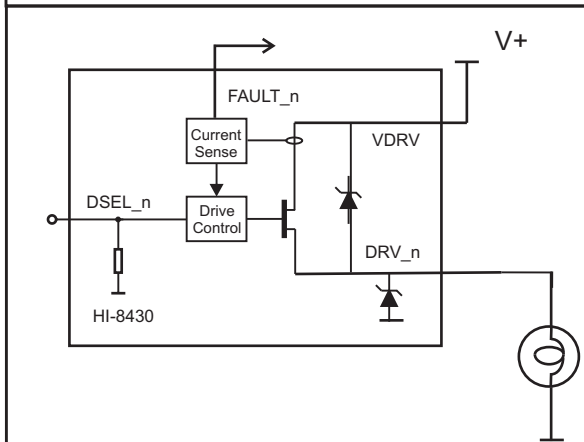 V+
FAULT_n
Current
Sense
VDRV
DSEL_n
Drive
Control
DRV_n
HI-8430